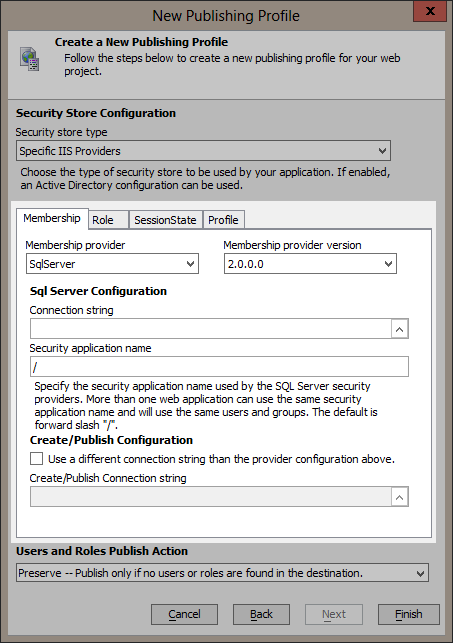 New Publishing Profile
x
Create a New Publishing Profile
Follow the steps below to create a new publishing profile for your web
project.
Security Store Configuration
Security store type
Specific IIS Providers
Choose the type of security store to be used by your application. If enabled,
an Active Directory configuration can be used.
Membership Role SessionState Profile
Membership provider Membership provider version
SqlServer 2.0.0.0
Sql Server Configuration
Connection string
Security application name
/
Specify the security application name used by the SQL Server security
providers. More than one web application can use the same security
application name and will use the same users and groups. The default is
forward slash "/".
Create/Publish Configuration
Use a different connection string than the provider configuration above.
Create/Publish Connection string
Users and Roles Publish Action
Preserve -- Publish only if no users or roles are found in the destination.
Cancel Back Next Finish